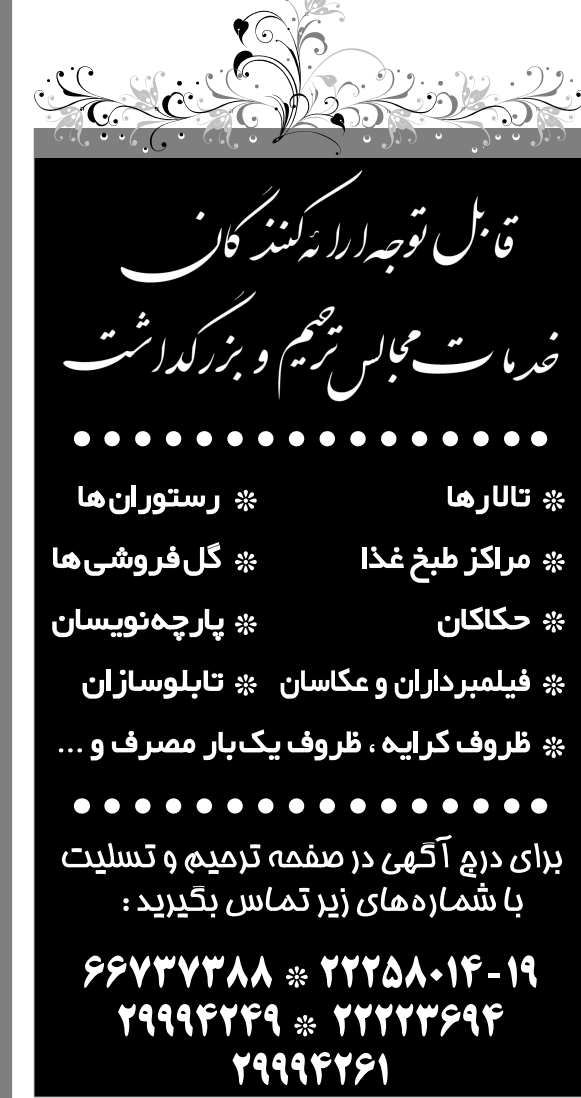 قابل توجه ارائه‌کنندگان
خدمات مجالس ترحیم و بزرگداشت
❊ تالارها ❊ رستوران‌ها
❊ مراکز طبخ غذا ❊ گل‌فروشی‌ها
❊ حکاکان ❊ پارچه‌نویسان
❊ فیلمبرداران و عکاسان ❊ تابلوسازان
❊ ظروف کرایه ، ظروف یک‌بار مصرف و ...
برای درج آگهی در صفحه ترحیم و تسلیت
با شماره‌های زیر تماس بگیرید :
۲۲۲۵۸۰۱۴-۱۹ ❊ ۶۶۷۳۷۳۸۸
۲۲۲۲۳۶۹۴ ❊ ۲۹۹۹۴۲۴۹
۲۹۹۹۴۲۶۱